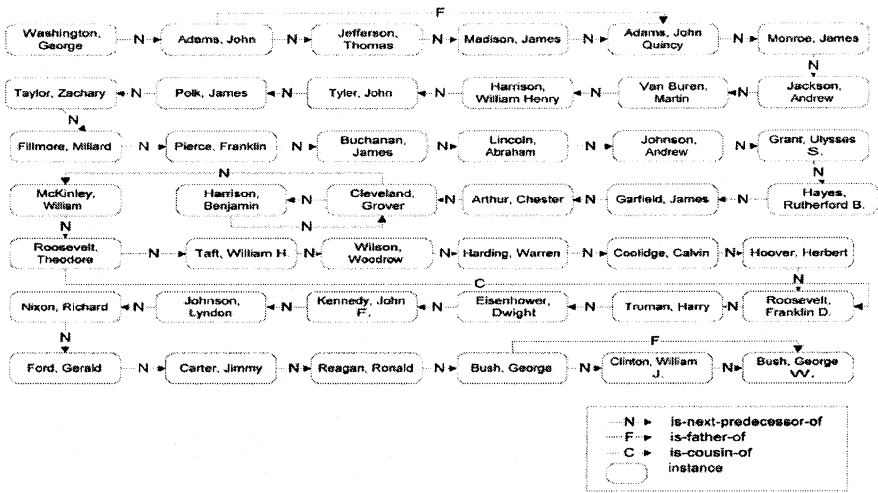 F
Washington, George N Adams, John N Jefferson, Thomas N Madison, James N Adams, John Quincy N Monroe, James
N
Taylor, Zachary N Polk, James N Tyler, John N Harrison, William Henry N Van Buren, Martin N Jackson, Andrew
N
Fillmore, Millard N Pierce, Franklin N Buchanan, James N Lincoln, Abraham N Johnson, Andrew N Grant, Ulysses S.
N N
McKinley, William Harrison, Benjamin N Cleveland, Grover N Arthur, Chester N Garfield, James N Hayes, Rutherford B.
N N
Roosevelt, Theodore N Taft, William H. N Wilson, Woodrow N Harding, Warren N Coolidge, Calvin N Hoover, Herbert
C N
Nixon, Richard N Johnson, Lyndon N Kennedy, John F. N Eisenhower, Dwight N Truman, Harry N Roosevelt, Franklin D.
N F
Ford, Gerald N Carter, Jimmy N Reagan, Ronald N Bush, George N Clinton, William J. N Bush, George W.
N is-next-predecessor-of
F is-father-of
C is-cousin-of
instance